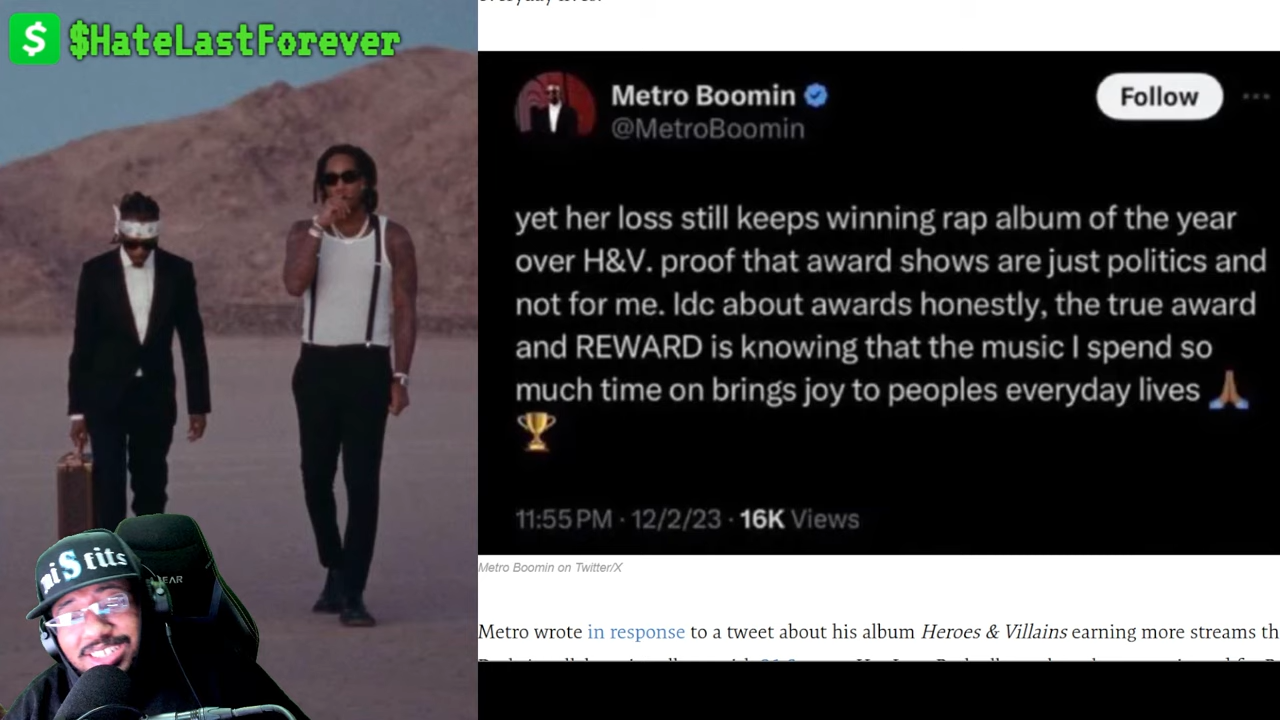 everyday lives.
$HateLastForever
Metro Boomin
Follow
@MetroBoomin
yet her loss still keeps winning rap album of the year
over H&V. proof that award shows are just politics and
not for me. Idc about awards honestly, the true award
and REWARD is knowing that the music I spend so
much time on brings joy to peoples everyday lives 🙏🏽
🏆
11:55 PM · 12/2/23 · 16K Views
Metro Boomin on Twitter/X
Metro wrote in response to a tweet about his album Heroes & Villains earning more streams th
miSfits